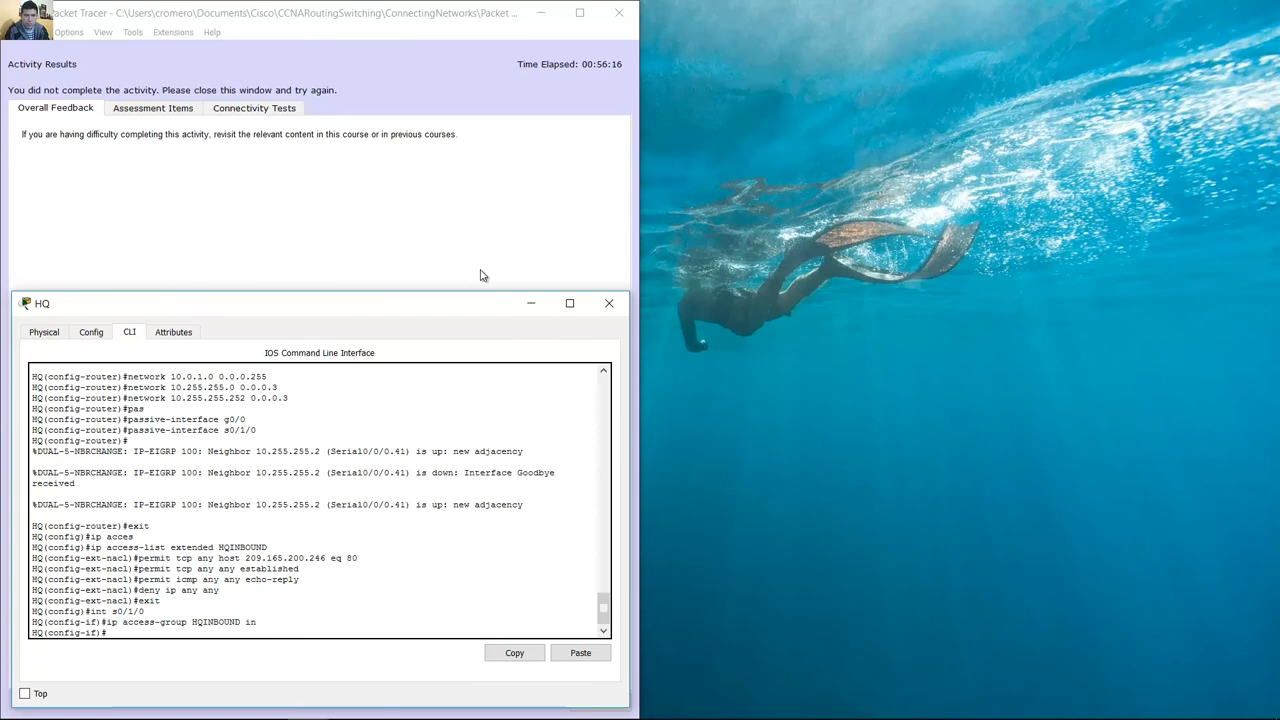 Packet Tracer - C:\Users\cromero\Documents\Cisco\CCNARoutingSwitching\ConnectingNetworks\Packet ...
Options View Tools Extensions Help
Activity Results
Time Elapsed: 00:56:16
You did not complete the activity. Please close this window and try again.
Overall Feedback Assessment Items Connectivity Tests
If you are having difficulty completing this activity, revisit the relevant content in this course or in previous courses.
HQ
Physical Config CLI Attributes
IOS Command Line Interface
HQ(config-router)#network 10.0.1.0 0.0.0.255
HQ(config-router)#network 10.255.255.0 0.0.0.3
HQ(config-router)#network 10.255.255.252 0.0.0.3
HQ(config-router)#pas
HQ(config-router)#passive-interface g0/0
HQ(config-router)#passive-interface s0/1/0
HQ(config-router)#
%DUAL-5-NBRCHANGE: IP-EIGRP 100: Neighbor 10.255.255.2 (Serial0/0/0.41) is up: new adjacency
%DUAL-5-NBRCHANGE: IP-EIGRP 100: Neighbor 10.255.255.2 (Serial0/0/0.41) is down: Interface Goodbye
received
%DUAL-5-NBRCHANGE: IP-EIGRP 100: Neighbor 10.255.255.2 (Serial0/0/0.41) is up: new adjacency
HQ(config-router)#exit
HQ(config)#ip acces
HQ(config)#ip access-list extended HQINBOUND
HQ(config-ext-nacl)#permit tcp any host 209.165.200.246 eq 80
HQ(config-ext-nacl)#permit tcp any any established
HQ(config-ext-nacl)#permit icmp any any echo-reply
HQ(config-ext-nacl)#deny ip any any
HQ(config-ext-nacl)#exit
HQ(config)#int s0/1/0
HQ(config-if)#ip access-group HQINBOUND in
HQ(config-if)#
Copy Paste
Top